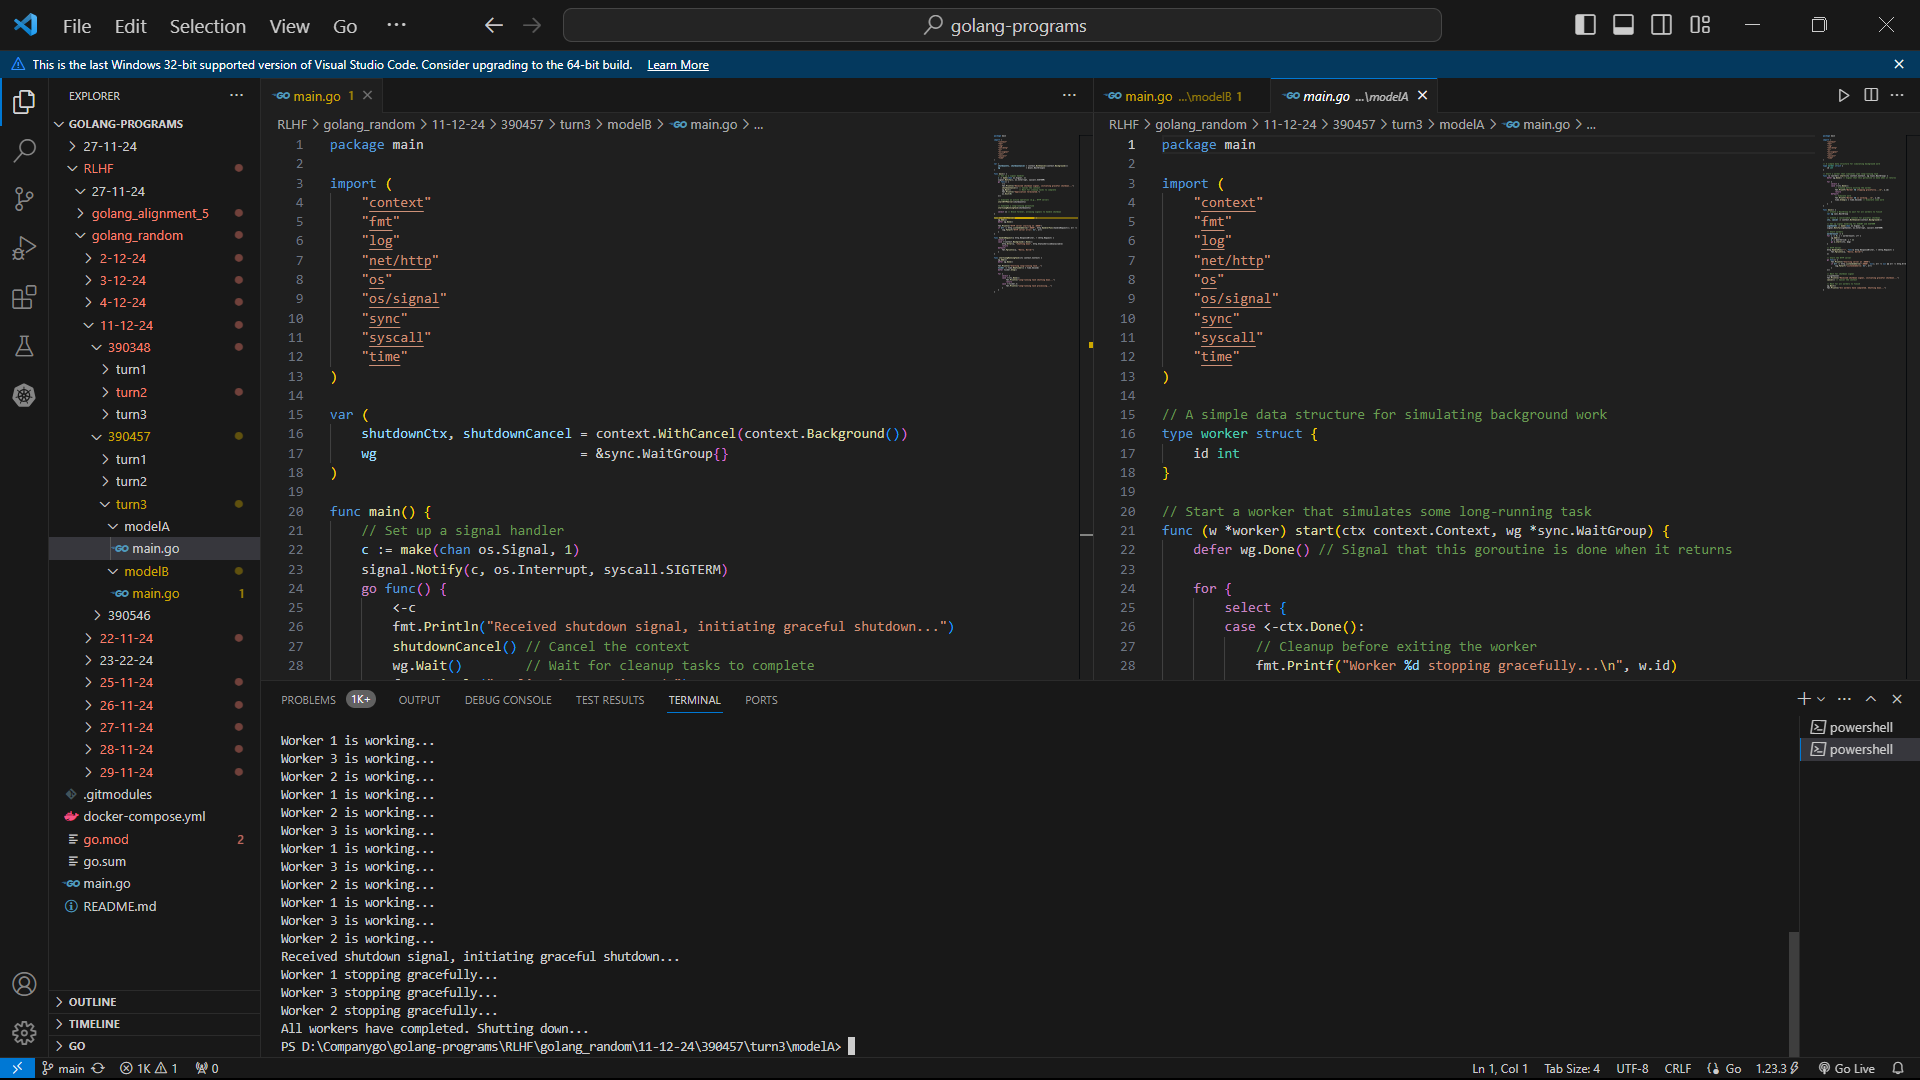 File Edit Selection View Go ··· golang-programs
This is the last Windows 32-bit supported version of Visual Studio Code. Consider upgrading to the 64-bit build. Learn More
EXPLORER
GOLANG-PROGRAMS
27-11-24
RLHF
27-11-24
golang_alignment_5
golang_random
2-12-24
3-12-24
4-12-24
11-12-24
390348
turn1
turn2
turn3
390457
turn1
turn2
turn3
modelA
main.go
modelB
main.go 1
390546
22-11-24
23-22-24
25-11-24
26-11-24
27-11-24
28-11-24
29-11-24
.gitmodules
docker-compose.yml
go.mod 2
go.sum
main.go
README.md
OUTLINE
TIMELINE
GO
main.go 1
RLHF > golang_random > 11-12-24 > 390457 > turn3 > modelB > main.go > ...
1 package main
2
3 import (
4 "context"
5 "fmt"
6 "log"
7 "net/http"
8 "os"
9 "os/signal"
10 "sync"
11 "syscall"
12 "time"
13 )
14
15 var (
16 shutdownCtx, shutdownCancel = context.WithCancel(context.Background())
17 wg = &sync.WaitGroup{}
18 )
19
20 func main() {
21 // Set up a signal handler
22 c := make(chan os.Signal, 1)
23 signal.Notify(c, os.Interrupt, syscall.SIGTERM)
24 go func() {
25 <-c
26 fmt.Println("Received shutdown signal, initiating graceful shutdown...")
27 shutdownCancel() // Cancel the context
28 wg.Wait() // Wait for cleanup tasks to complete
main.go ...\modelB 1 main.go ...\modelA
RLHF > golang_random > 11-12-24 > 390457 > turn3 > modelA > main.go > ...
1 package main
2
3 import (
4 "context"
5 "fmt"
6 "log"
7 "net/http"
8 "os"
9 "os/signal"
10 "sync"
11 "syscall"
12 "time"
13 )
14
15 // A simple data structure for simulating background work
16 type worker struct {
17 id int
18 }
19
20 // Start a worker that simulates some long-running task
21 func (w *worker) start(ctx context.Context, wg *sync.WaitGroup) {
22 defer wg.Done() // Signal that this goroutine is done when it returns
23
24 for {
25 select {
26 case <-ctx.Done():
27 // Cleanup before exiting the worker
28 fmt.Printf("Worker %d stopping gracefully...\n", w.id)
PROBLEMS 1K+ OUTPUT DEBUG CONSOLE TEST RESULTS TERMINAL PORTS
Worker 1 is working...
Worker 3 is working...
Worker 2 is working...
Worker 1 is working...
Worker 2 is working...
Worker 3 is working...
Worker 1 is working...
Worker 3 is working...
Worker 2 is working...
Worker 1 is working...
Worker 3 is working...
Worker 2 is working...
Received shutdown signal, initiating graceful shutdown...
Worker 1 stopping gracefully...
Worker 3 stopping gracefully...
Worker 2 stopping gracefully...
All workers have completed. Shutting down...
PS D:\Companygo\golang-programs\RLHF\golang_random\11-12-24\390457\turn3\modelA>
powershell
powershell
main 1K 1 0 Ln 1, Col 1 Tab Size: 4 UTF-8 CRLF Go 1.23.3 Go Live